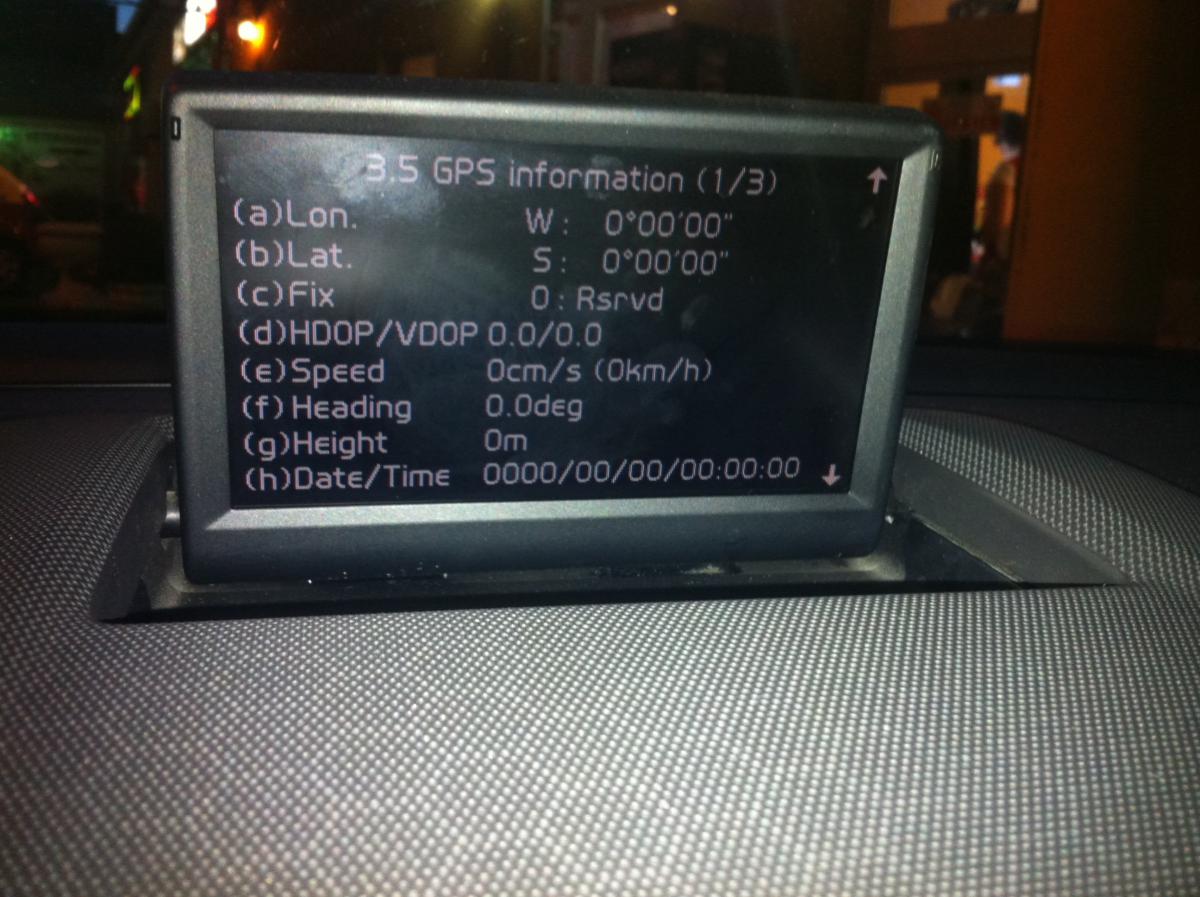 3.5 GPS information (1/3) ↑
(a)Lon. W : 0°00'00"
(b)Lat. S : 0°00'00"
(c)Fix 0 : Rsrvd
(d)HDOP/VDOP 0.0/0.0
(e)Speed 0cm/s (0km/h)
(f)Heading 0.0deg
(g)Height 0m
(h)Date/Time 0000/00/00/00:00:00 ↓